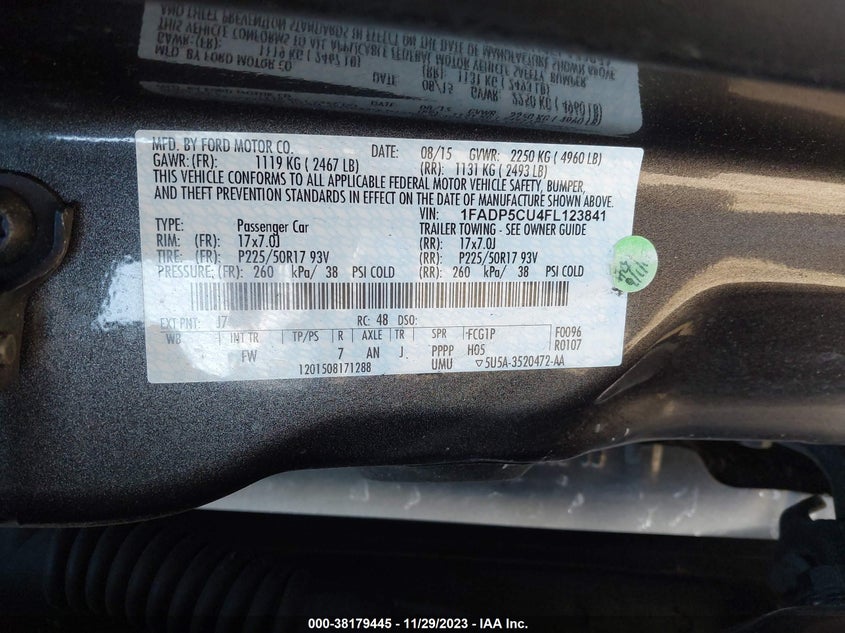 MFD. BY FORD MOTOR CO. DATE: 08/15 GVWR: 2250 KG ( 4960 LB)
GAWR: (FR): 1119 KG ( 2467 LB) (RR): 1131 KG ( 2493 LB)
THIS VEHICLE CONFORMS TO ALL APPLICABLE FEDERAL MOTOR VEHICLE SAFETY, BUMPER,
AND THEFT PREVENTION STANDARDS IN EFFECT ON THE DATE OF MANUFACTURE SHOWN ABOVE.
VIN: 1FADP5CU4FL123841
TYPE: Passenger Car TRAILER TOWING - SEE OWNER GUIDE
RIM: (FR): 17x7.0J (RR): 17x7.0J
TIRE: (FR): P225/50R17 93V (RR): P225/50R17 93V
PRESSURE: (FR): 260 kPa/ 38 PSI COLD (RR): 260 kPa/ 38 PSI COLD
EXT PNT: J7 RC: 48 DSO:
WB INT TR TP/PS R AXLE TR SPR -FCG1P F0096
FW 7 AN J PPPP H05 R0107
1201508171288 UMU ▽5U5A-3520472-AA
000-38179445 - 11/29/2023 - IAA Inc.